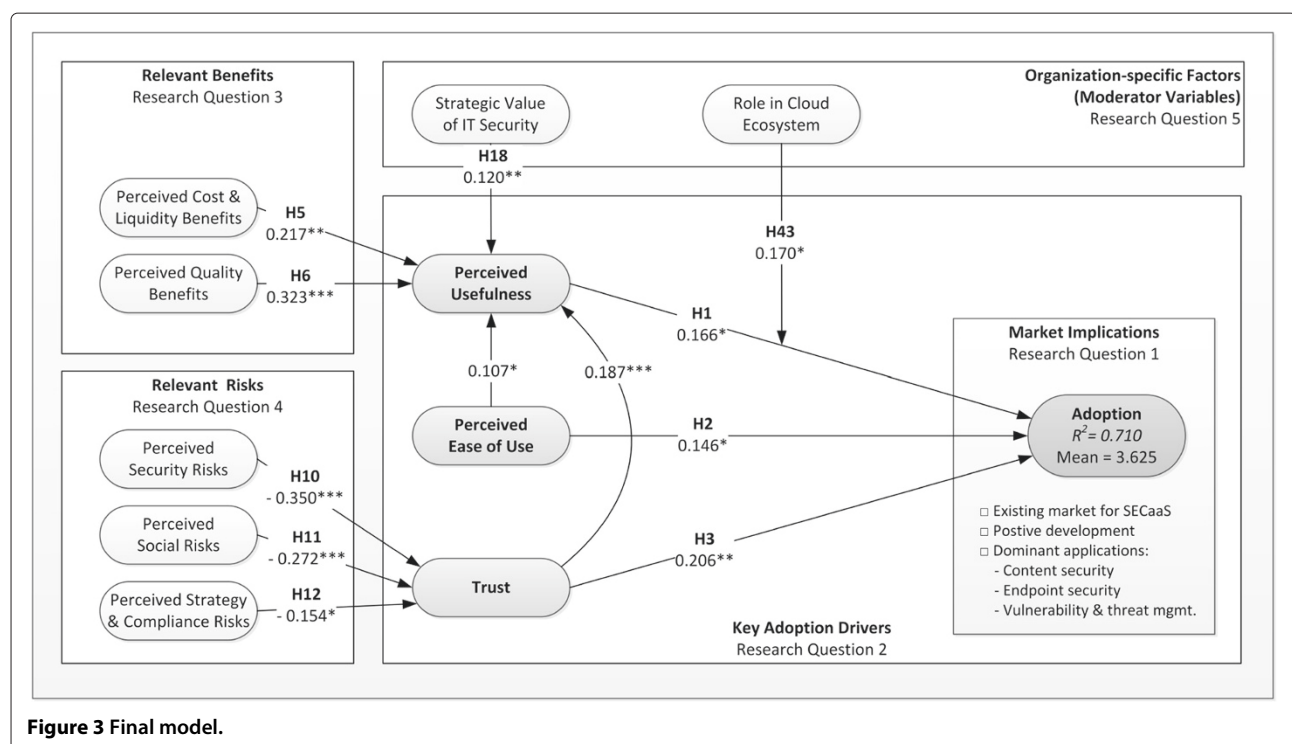 Relevant Benefits
Research Question 3
Perceived Cost &
Liquidity Benefits
H5
0.217**
Perceived Quality
Benefits
H6
0.323***
Organization-specific Factors
(Moderator Variables)
Research Question 5
Strategic Value
of IT Security
H18
0.120**
Role in Cloud
Ecosystem
H43
0.170*
Relevant  Risks
Research Question 4
Perceived
Security Risks
H10
- 0.350***
Perceived
Social Risks
H11
- 0.272***
Perceived Strategy
& Compliance Risks
H12
- 0.154*
Perceived
Usefulness
H1
0.166*
0.107*
0.187***
Perceived
Ease of Use
H2
0.146*
Trust
H3
0.206**
Key Adoption Drivers
Research Question 2
Market Implications
Research Question 1
Adoption
R²= 0.710
Mean = 3.625
□ Existing market for SECaaS
□ Postive development
□ Dominant applications:
- Content security
- Endpoint security
- Vulnerability & threat mgmt.
Figure 3 Final model.